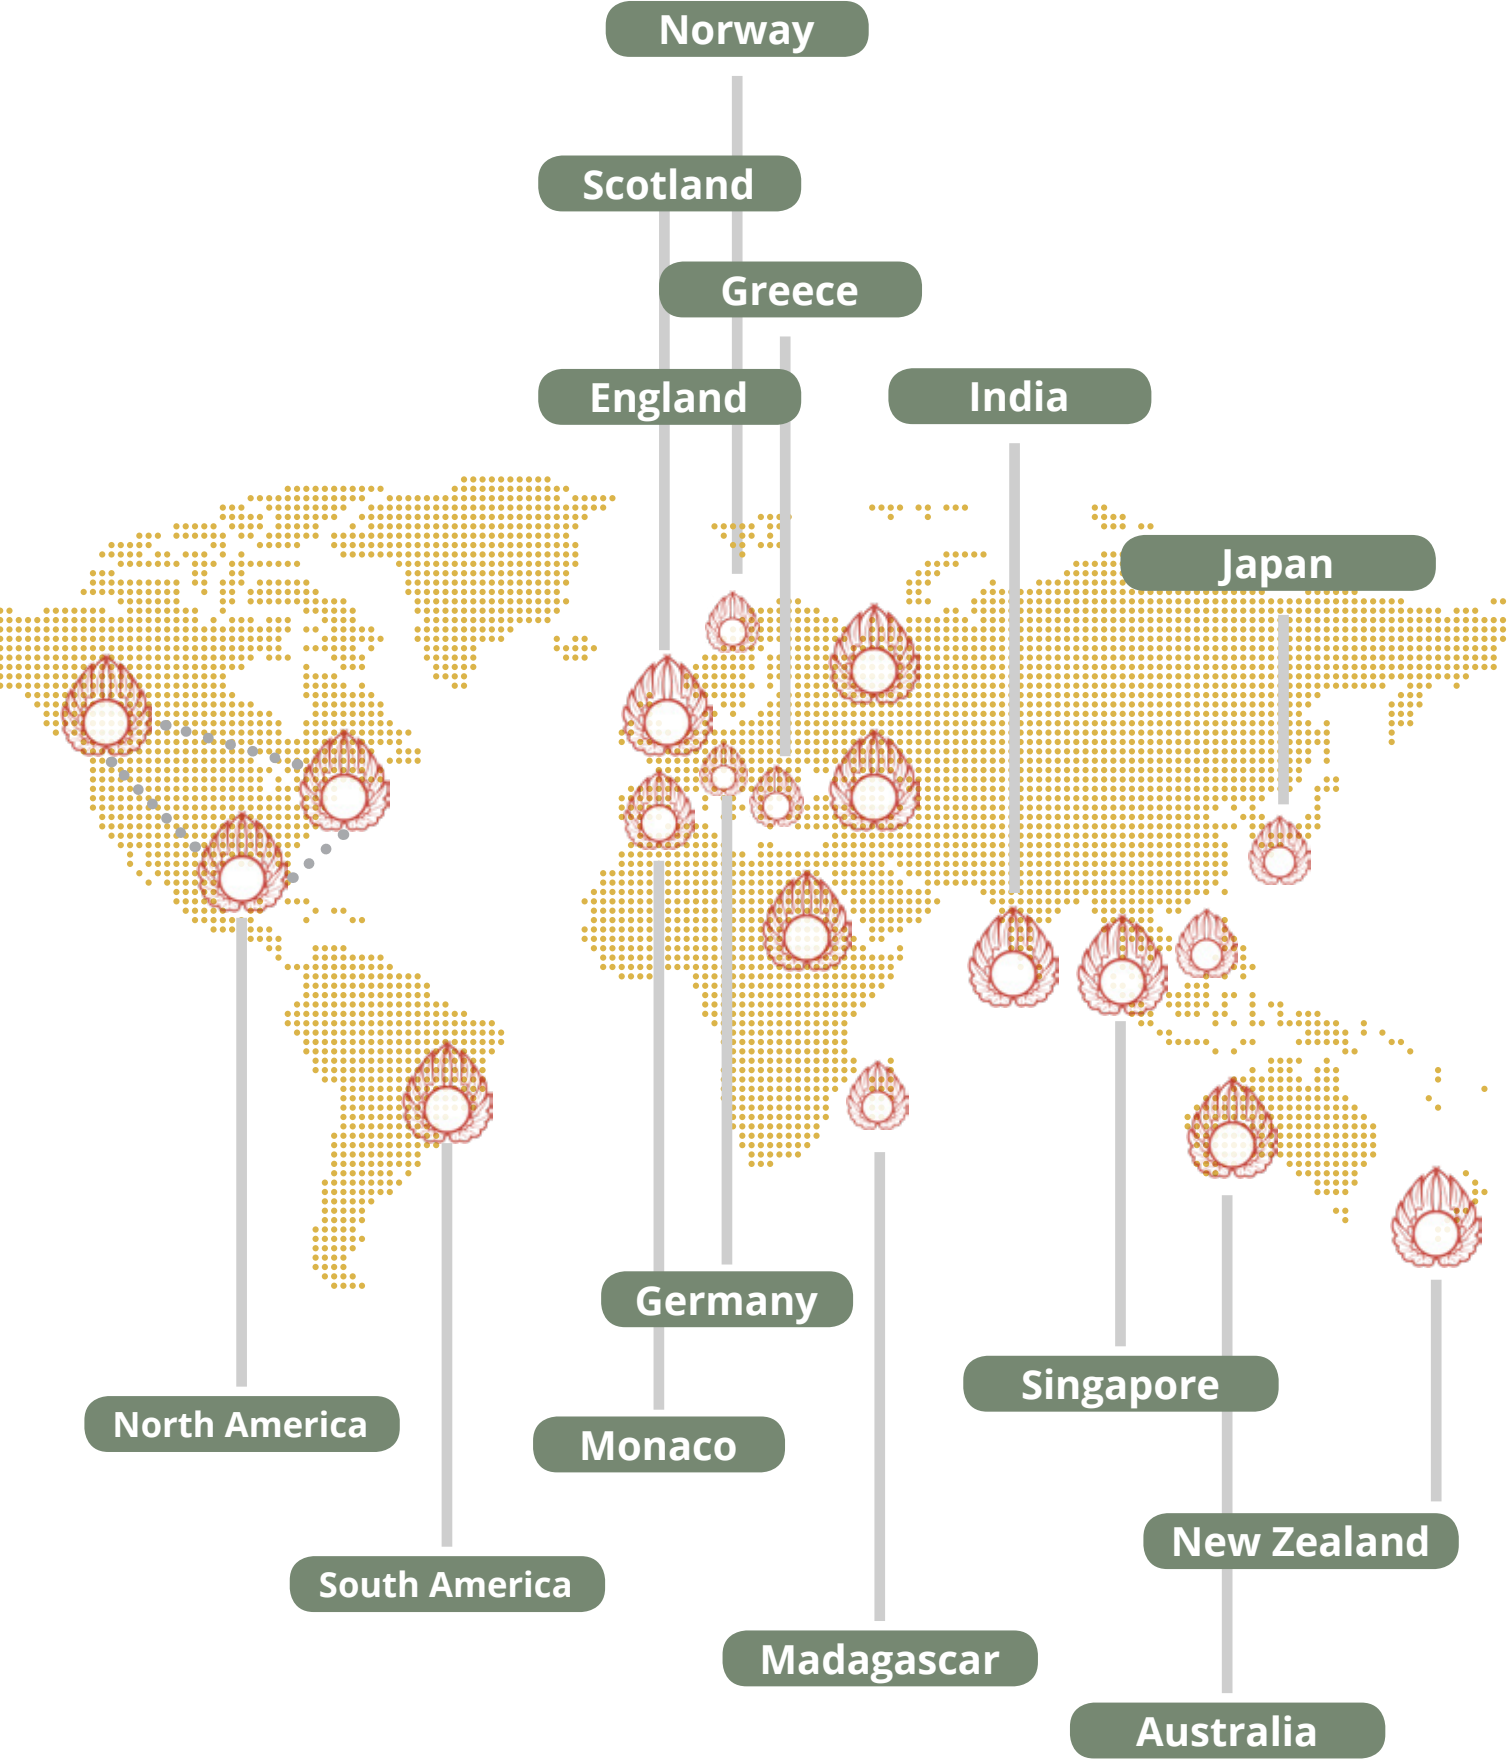 Norway
Scotland
Greece
England
India
Japan
Germany
Singapore
North America
Monaco
New Zealand
South America
Madagascar
Australia